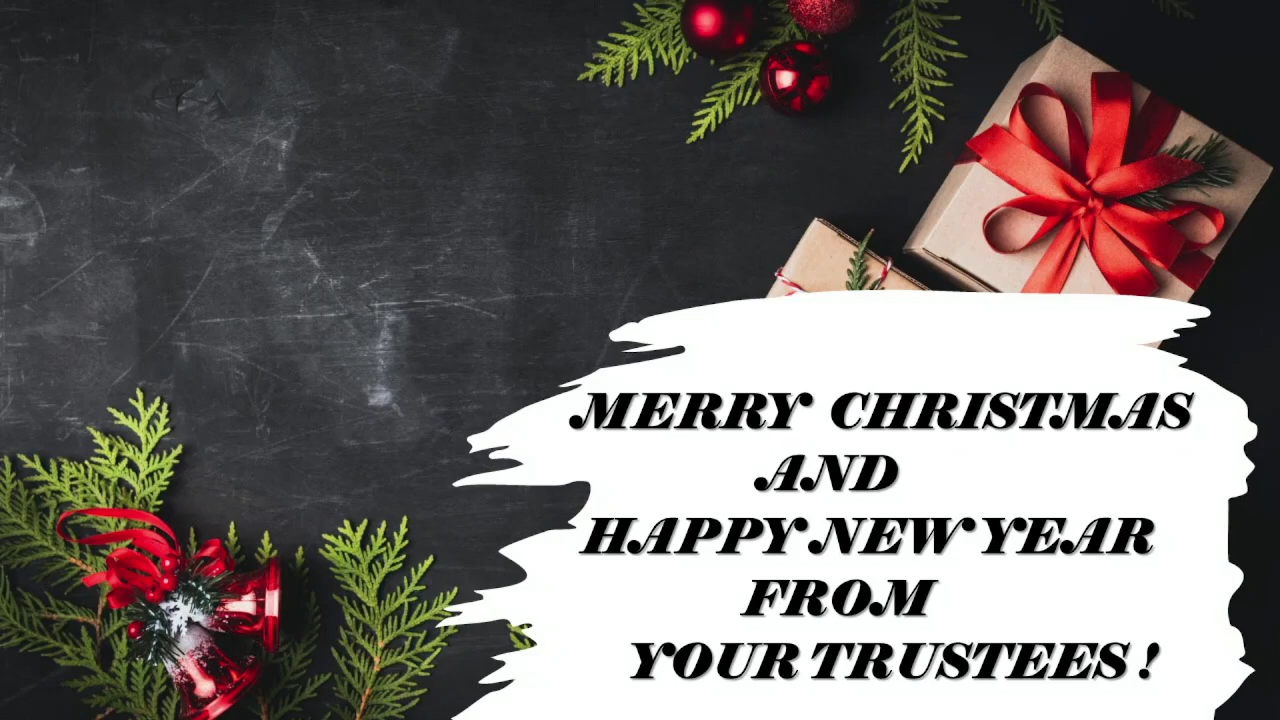 MERRY CHRISTMAS
AND
HAPPY NEW YEAR
FROM
YOUR TRUSTEES !